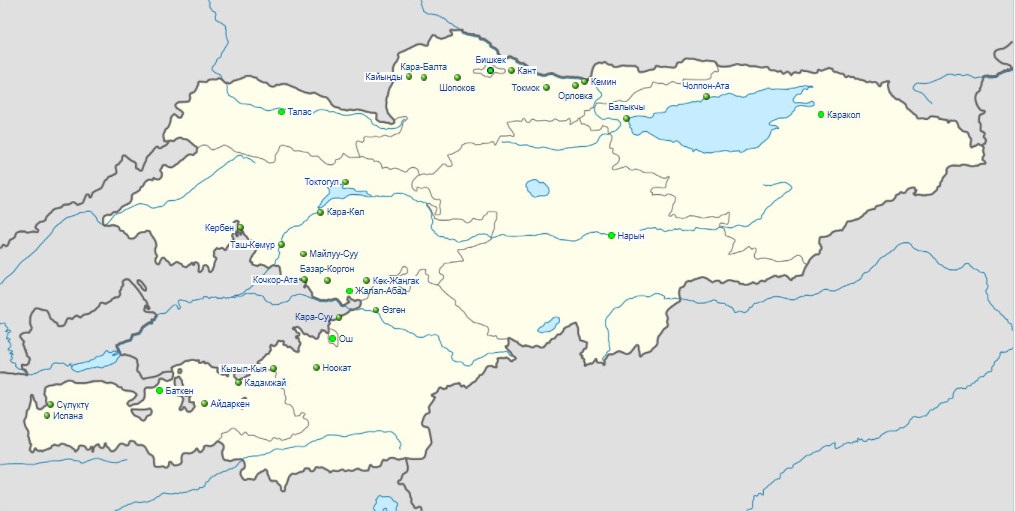 Бишкек
Кара-Балта
Кант
Кайыңды
Шопоков
Токмок
Кемин
Орловка
Чолпон-Ата
Балыкчы
Талас
Каракол
Токтогул
Кара-Көл
Кербен
Нарын
Таш-Көмүр
Майлуу-Суу
Базар-Коргон
Кочкор-Ата
Көк-Жаңгак
Жалал-Абад
Кара-Суу
Өзгөн
Ош
Кызыл-Кыя
Ноокат
Кадамжай
Баткен
Айдаркен
Сүлүктү
Исфана